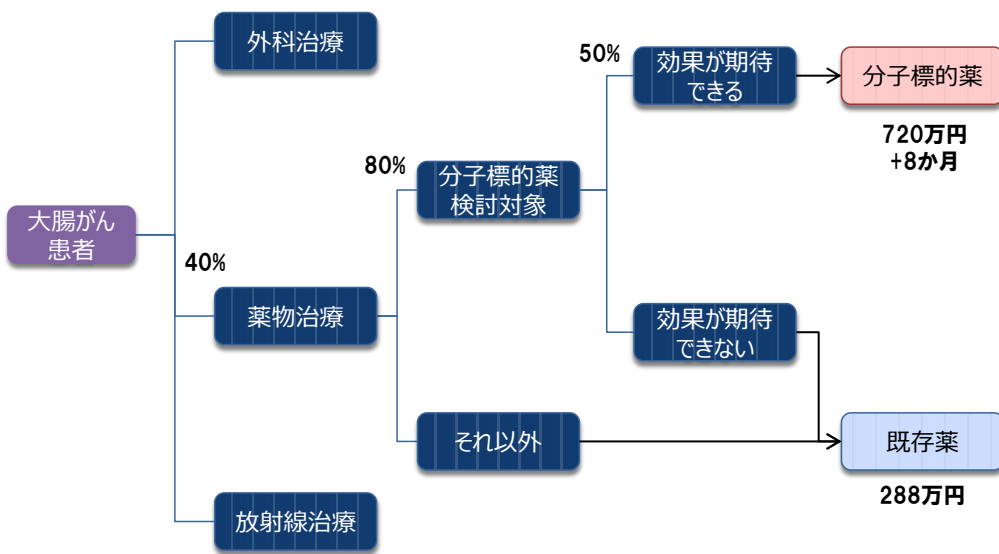 大腸がん
患者
外科治療
40%
薬物治療
放射線治療
80%
分子標的薬
検討対象
それ以外
50%
効果が期待
できる
効果が期待
できない
分子標的薬
720万円
+8か月
既存薬
288万円